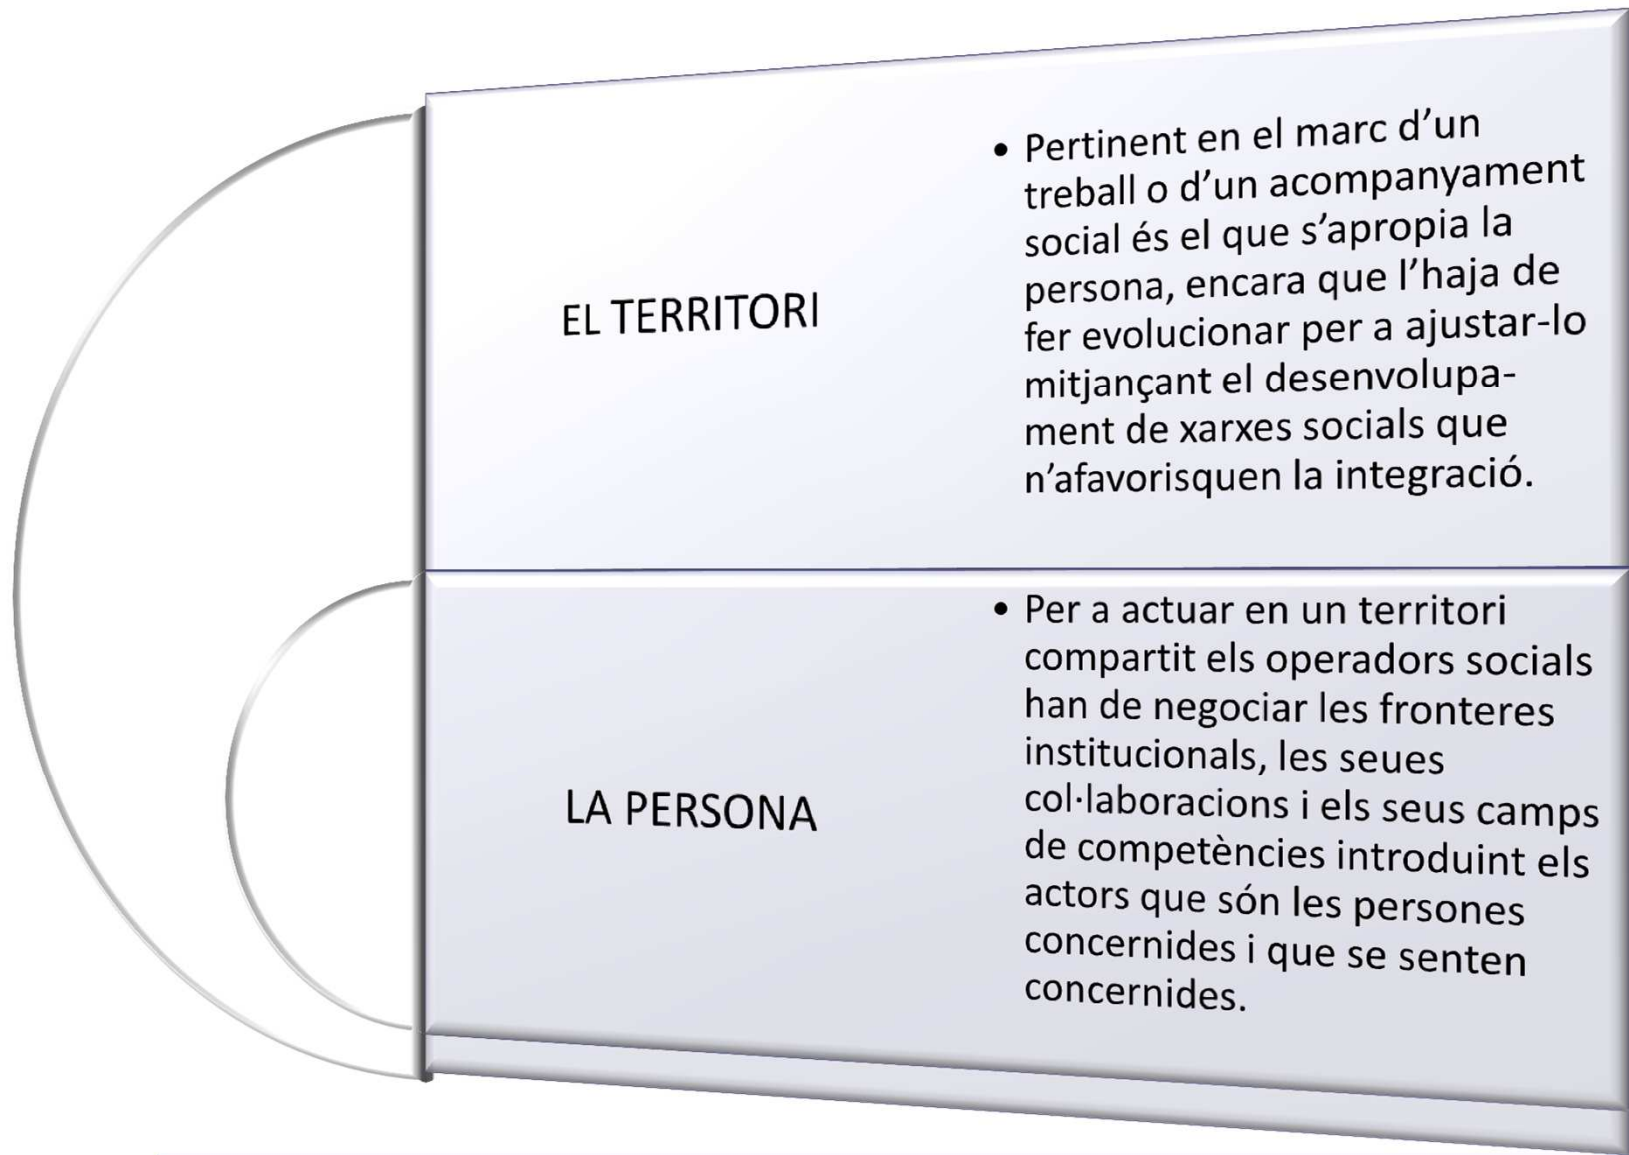 EL TERRITORI
• Pertinent en el marc d’un
treball o d’un acompanyament
social és el que s’apropia la
persona, encara que l’haja de
fer evolucionar per a ajustar-lo
mitjançant el desenvolupa-
ment de xarxes socials que
n’afavorisquen la integració.
LA PERSONA
• Per a actuar en un territori
compartit els operadors socials
han de negociar les fronteres
institucionals, les seues
col·laboracions i els seus camps
de competències introduint els
actors que són les persones
concernides i que se senten
concernides.